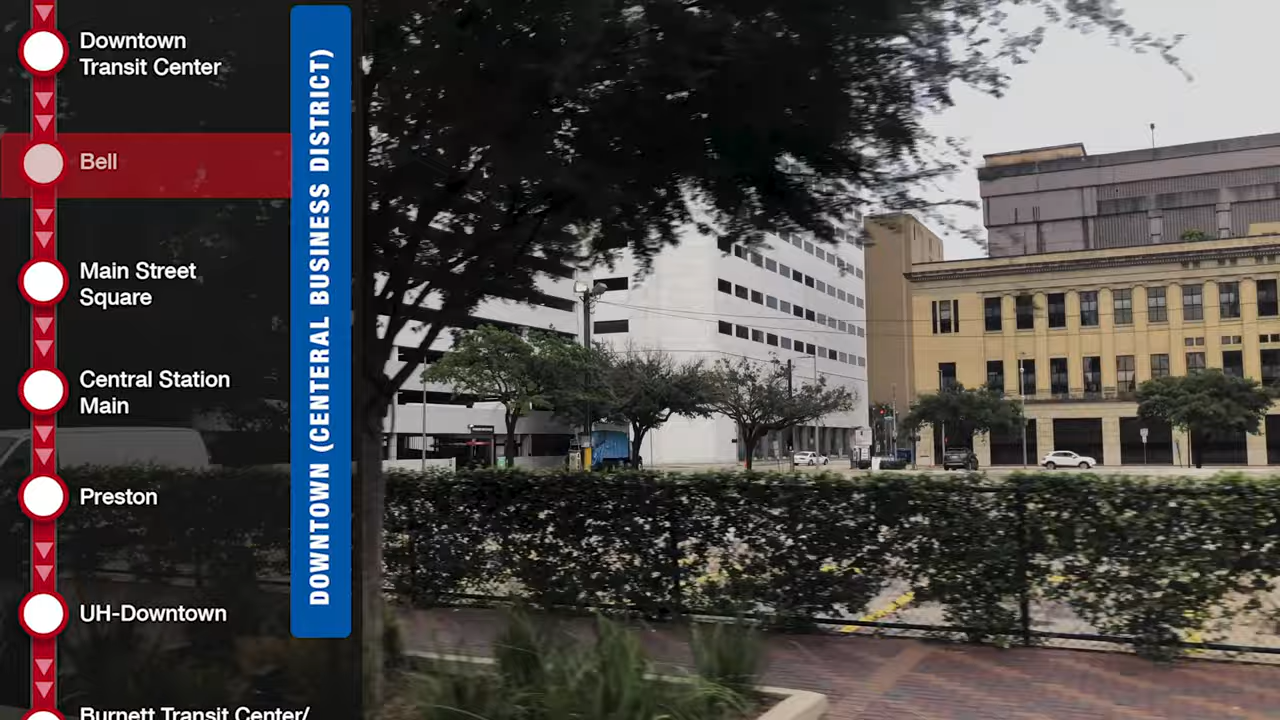 Downtown
Transit Center
Bell
Main Street
Square
Central Station
Main
Preston
UH-Downtown
Burnett Transit Center/
DOWNTOWN (CENTRAL BUSINESS DISTRICT)